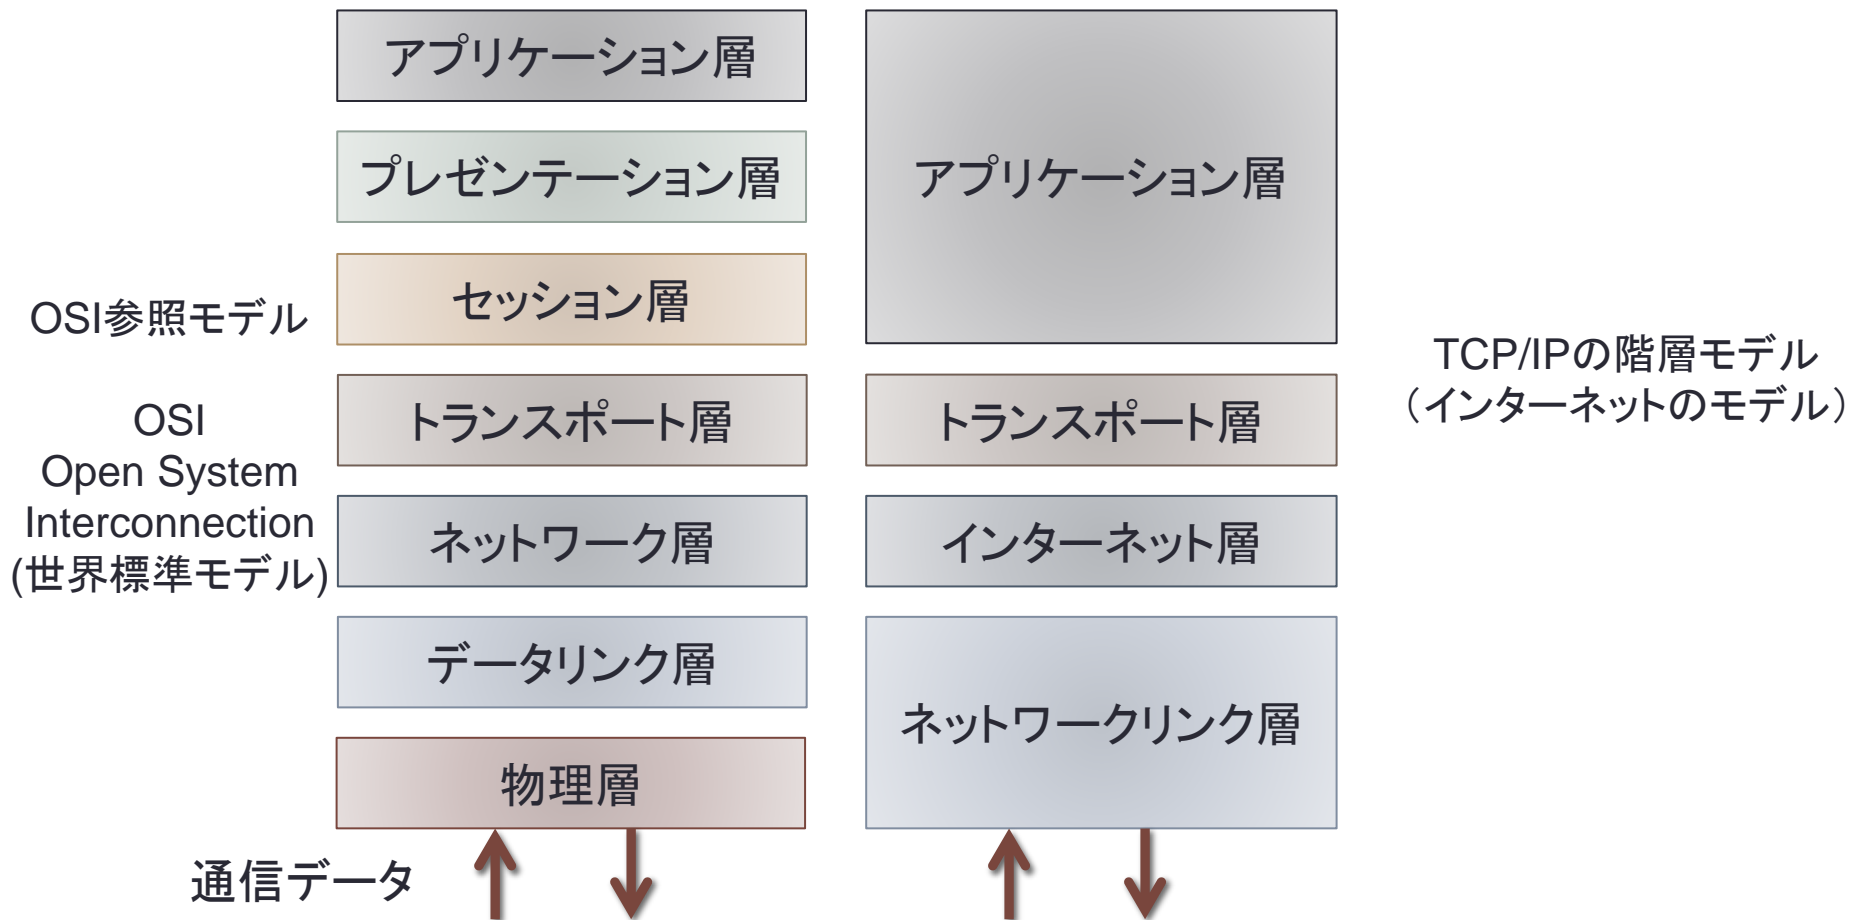 アプリケーション層
プレゼンテーション層
セッション層
トランスポート層
ネットワーク層
データリンク層
物理層
アプリケーション層
トランスポート層
インターネット層
ネットワークリンク層
OSI参照モデル
OSI
Open System
Interconnection
(世界標準モデル)
TCP/IPの階層モデル
（インターネットのモデル）
通信データ